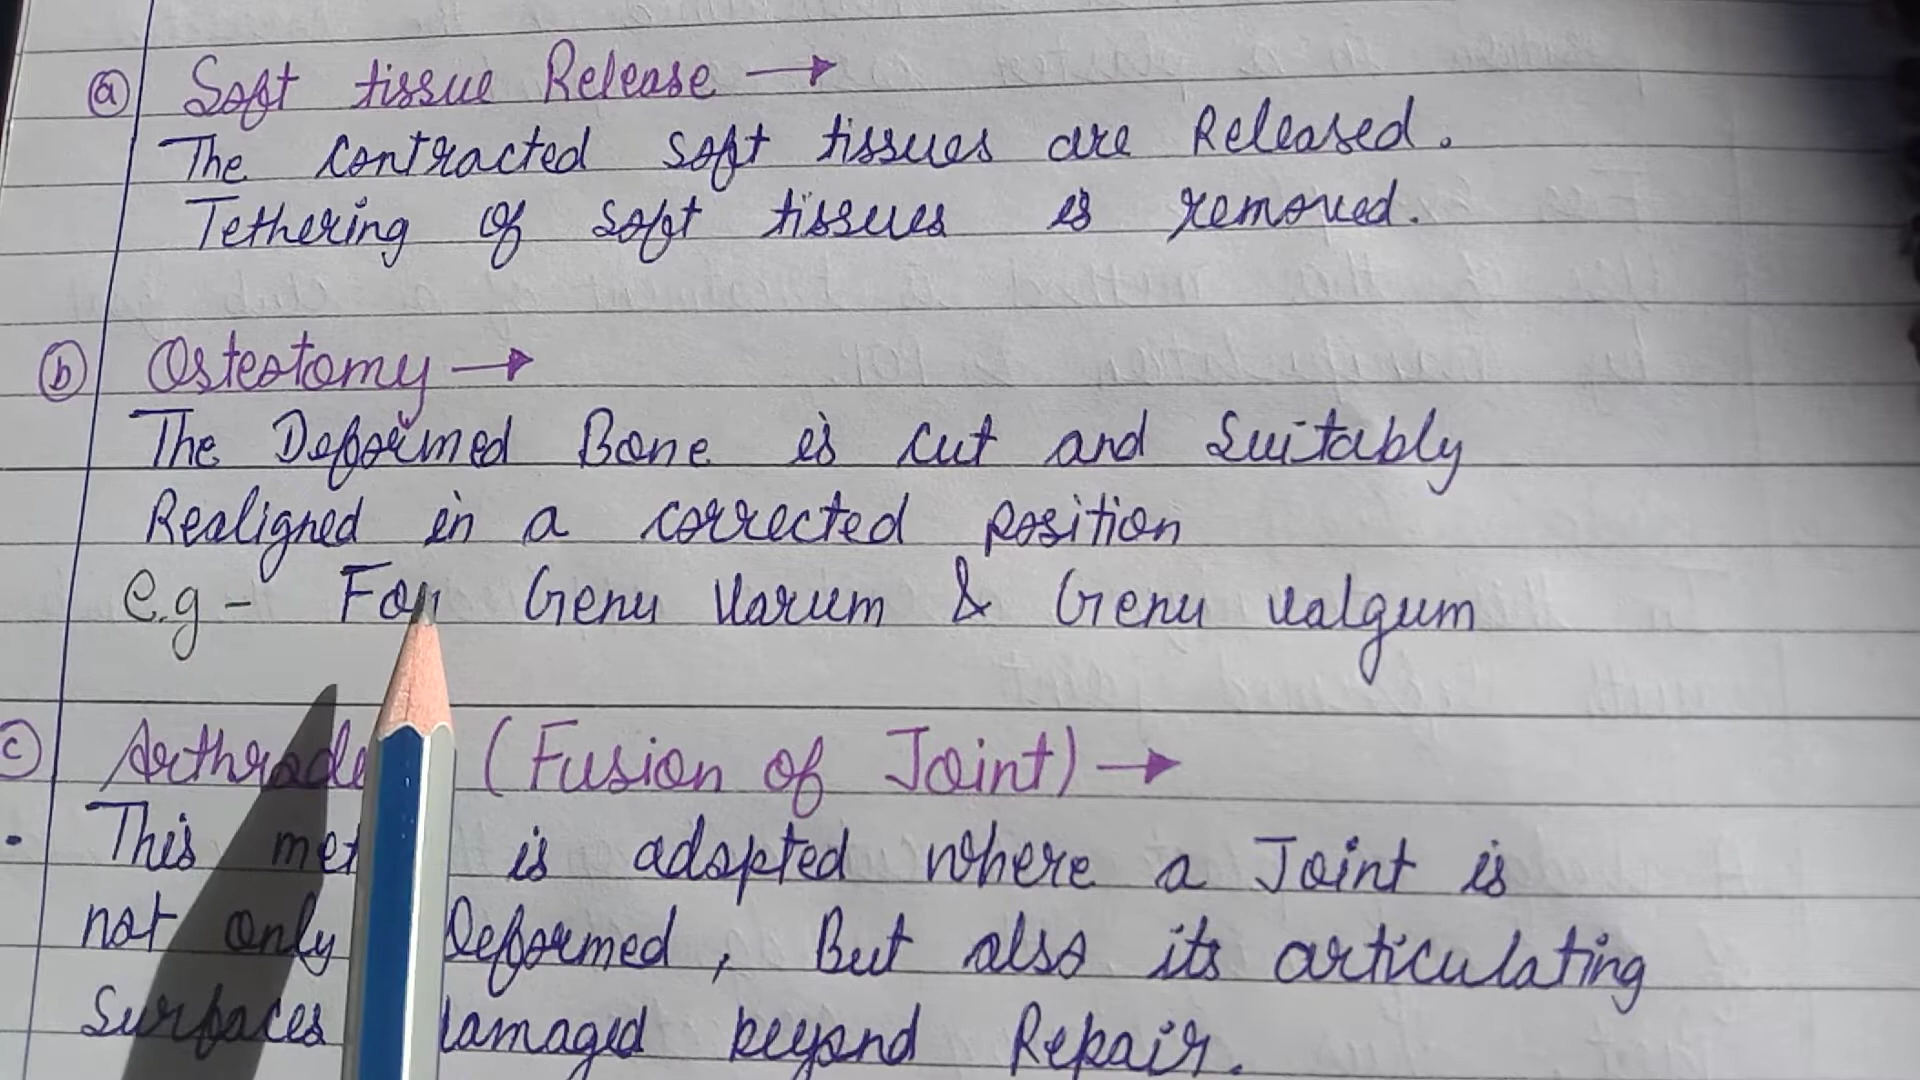 (a) Soft tissue Release →
The contracted soft tissues are Released.
Tethering of soft tissues is removed.
(b) Osteotomy →
The Deformed Bone is cut and Suitably
Realigned in a corrected position
e.g - For Genu Varum & Genu valgum
(c) (Fusion of Joint) →
. This is adopted where a Joint is
not only Deformed, But also its articulating
Surfaces damaged beyond Repair.